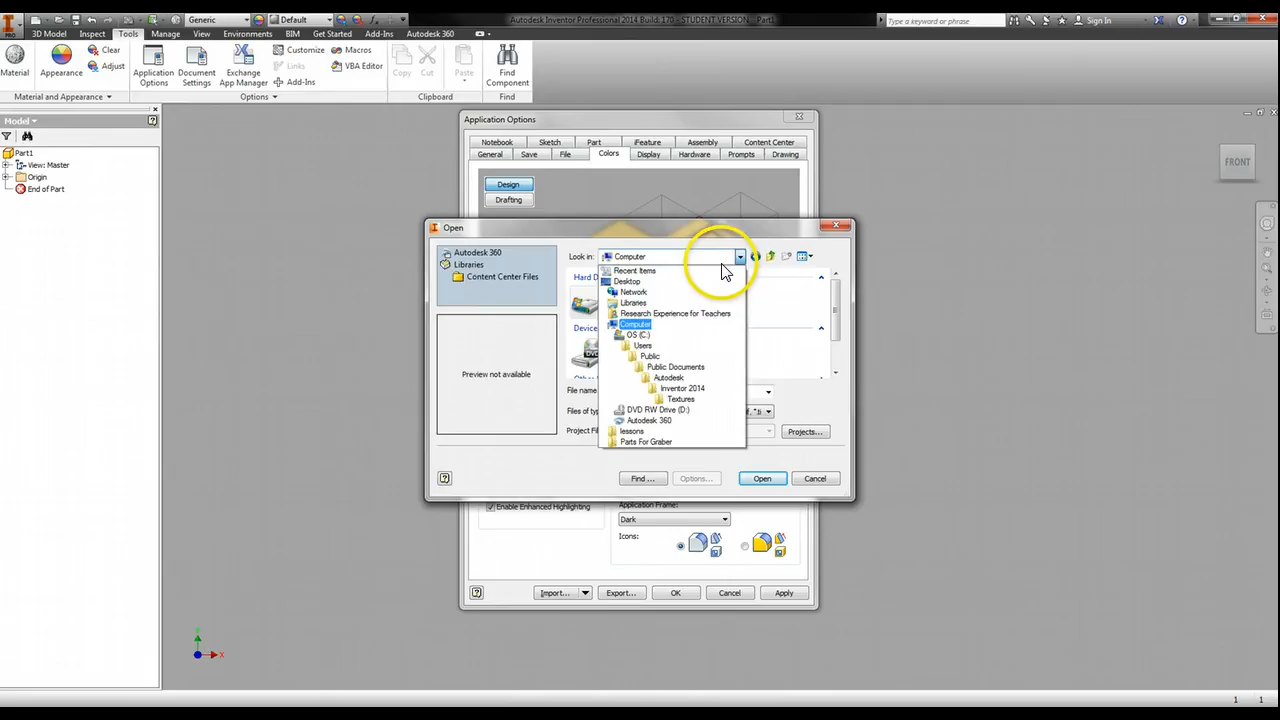 Generic
Default
Autodesk Inventor Professional 2014 Build: 170 - STUDENT VERSION Part1
Type a keyword or phrase
Sign In
PRO
3D Model Inspect Tools Manage View Environments BIM Get Started Add-Ins Autodesk 360
Material
Appearance
Clear
Adjust
Application Options
Document Settings
Exchange App Manager
Customize
Links
Add-Ins
Macros
VBA Editor
Copy
Cut
Paste
Find Component
Material and Appearance
Options
Clipboard
Find
Model
Part1
View: Master
Origin
End of Part
FRONT
Application Options
Notebook Sketch Part iFeature Assembly Content Center
General Save File Colors Display Hardware Prompts Drawing
Design
Drafting
Open
Autodesk 360
Libraries
Content Center Files
Preview not available
Look in: Computer
Hard D
Device
Recent Items
Desktop
Network
Libraries
Research Experience for Teachers
Computer
OS (C:)
Users
Public
Public Documents
Autodesk
Inventor 2014
Textures
DVD RW Drive (D:)
Autodesk 360
lessons
Parts For Graber
File name
Files of typ
Project Fil
Projects...
Find ... Options... Open Cancel
Enable Enhanced Highlighting
Application Frame:
Dark
Icons:
Import... Export... OK Cancel Apply
X
1 1